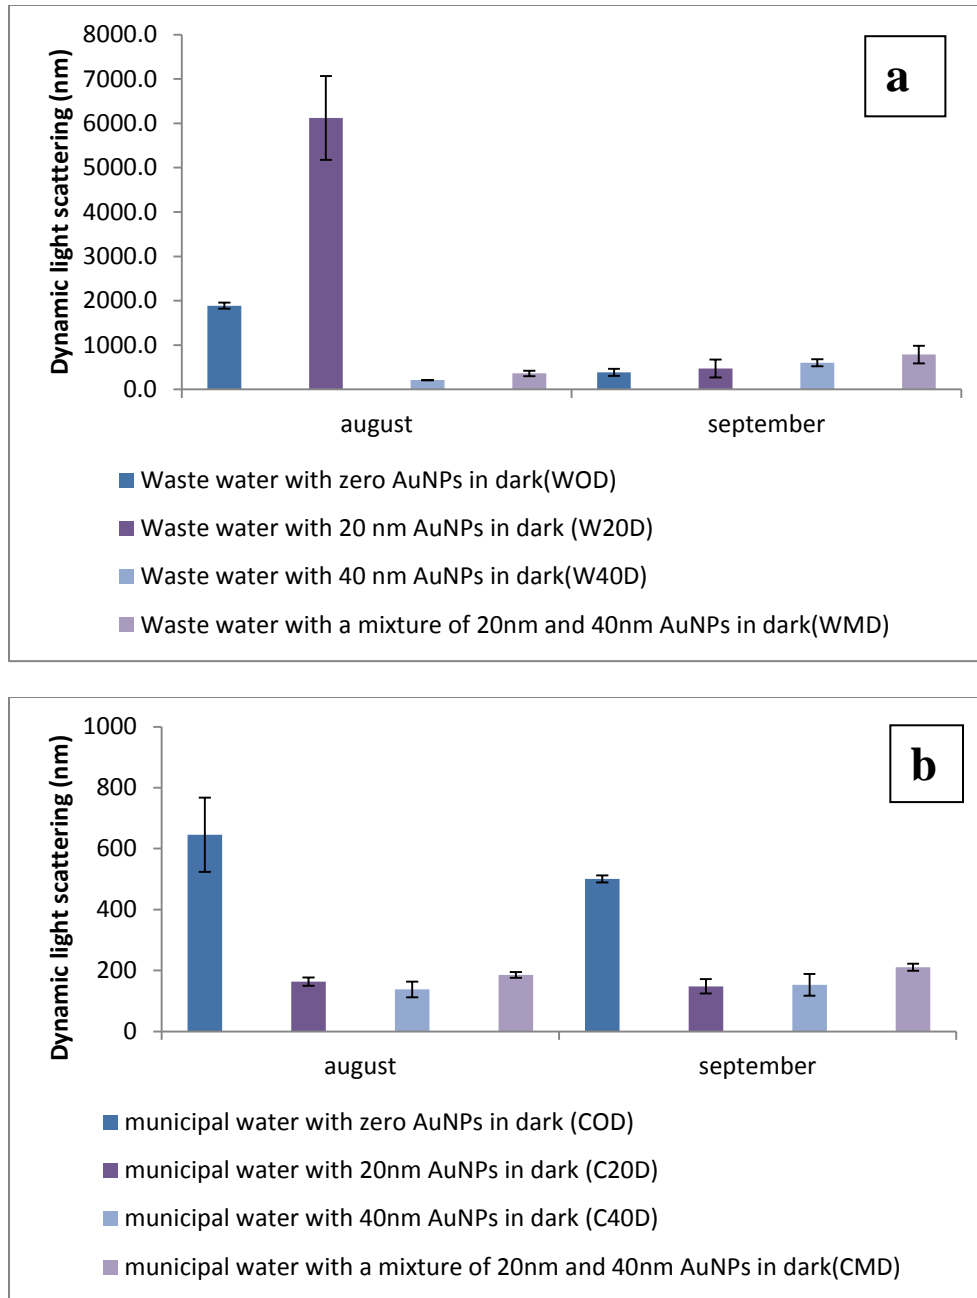 8000.0
7000.0
6000.0
5000.0
4000.0
3000.0
2000.0
1000.0
0.0
Dynamic light scattering (nm)
a
august september
Waste water with zero AuNPs in dark(WOD)
Waste water with 20 nm AuNPs in dark (W20D)
Waste water with 40 nm AuNPs in dark(W40D)
Waste water with a mixture of 20nm and 40nm AuNPs in dark(WMD)
1000
800
600
400
200
0
Dynamic light scattering (nm)
b
august september
municipal water with zero AuNPs in dark (COD)
municipal water with 20nm AuNPs in dark (C20D)
municipal water with 40nm AuNPs in dark (C40D)
municipal water with a mixture of 20nm and 40nm AuNPs in dark(CMD)